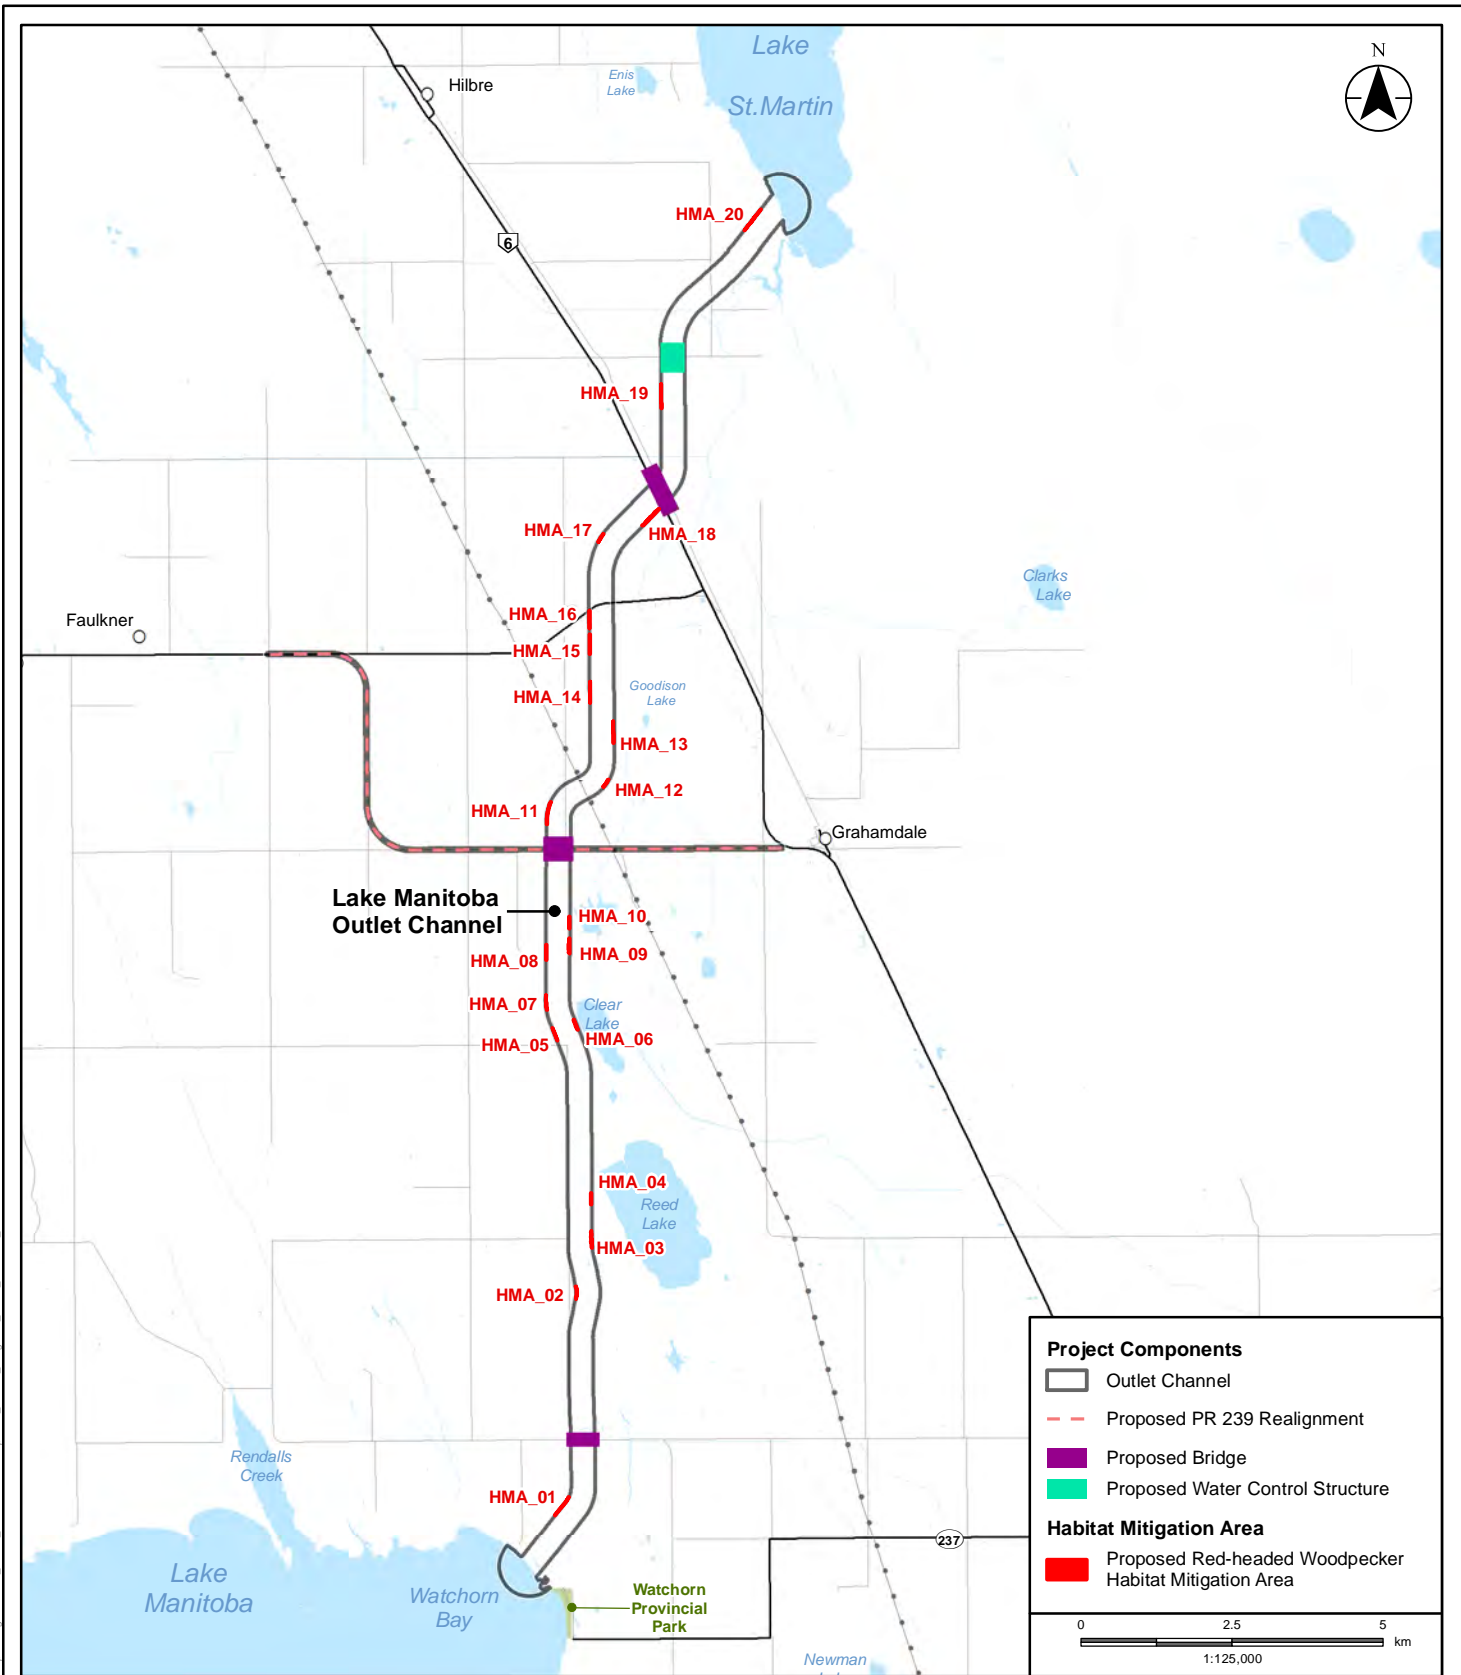 Lake
St.Martin
N
Enis
Lake
Hilbre
6
HMA_20
HMA_19
HMA_17
HMA_18
Clarks
Lake
HMA_16
Faulkner
HMA_15
HMA_14
Goodison
Lake
HMA_13
HMA_12
HMA_11
Grahamdale
Lake Manitoba
Outlet Channel
HMA_10
HMA_09
HMA_08
HMA_07
Clear
Lake
HMA_06
HMA_05
HMA_04
Reed
Lake
HMA_03
HMA_02
Rendalls
Creek
HMA_01
237
Lake
Manitoba
Watchorn
Bay
Watchorn
Provincial
Park
Newman
Project Components
Outlet Channel
Proposed PR 239 Realignment
Proposed Bridge
Proposed Water Control Structure
Habitat Mitigation Area
Proposed Red-headed Woodpecker
Habitat Mitigation Area
0 2.5 5
km
1:125,000